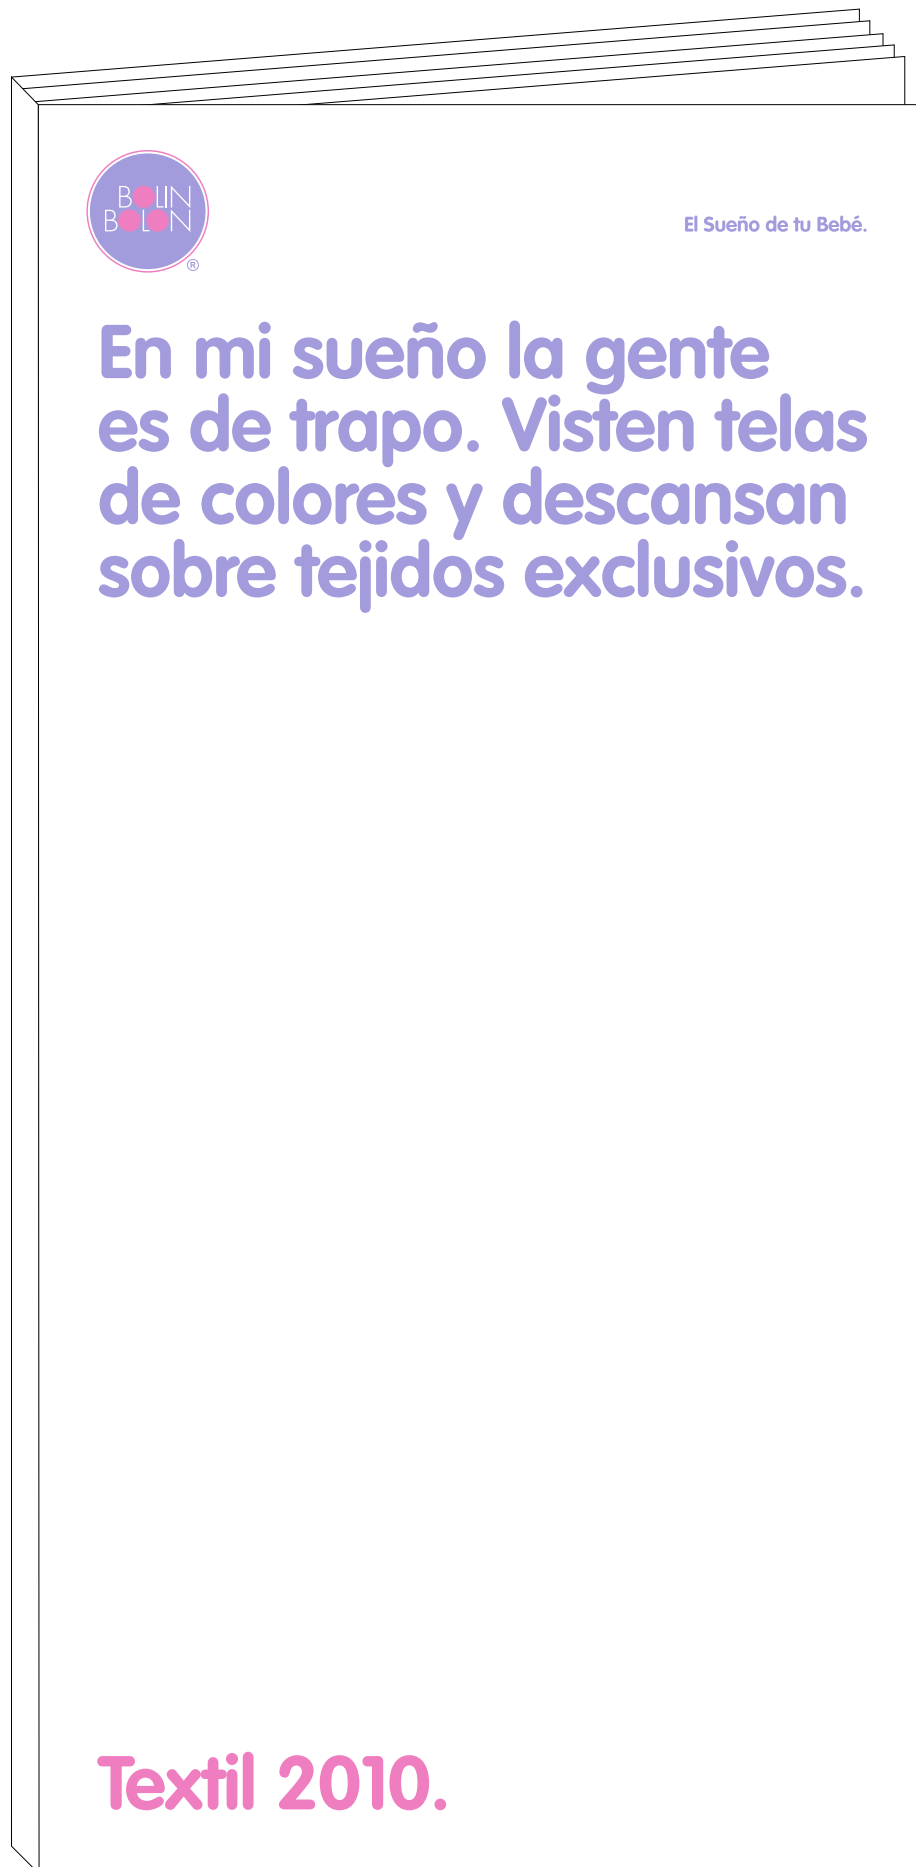 BOLIN
BOLON
®
El Sueño de tu Bebé.
En mi sueño la gente
es de trapo. Visten telas
de colores y descansan
sobre tejidos exclusivos.
Textil 2010.